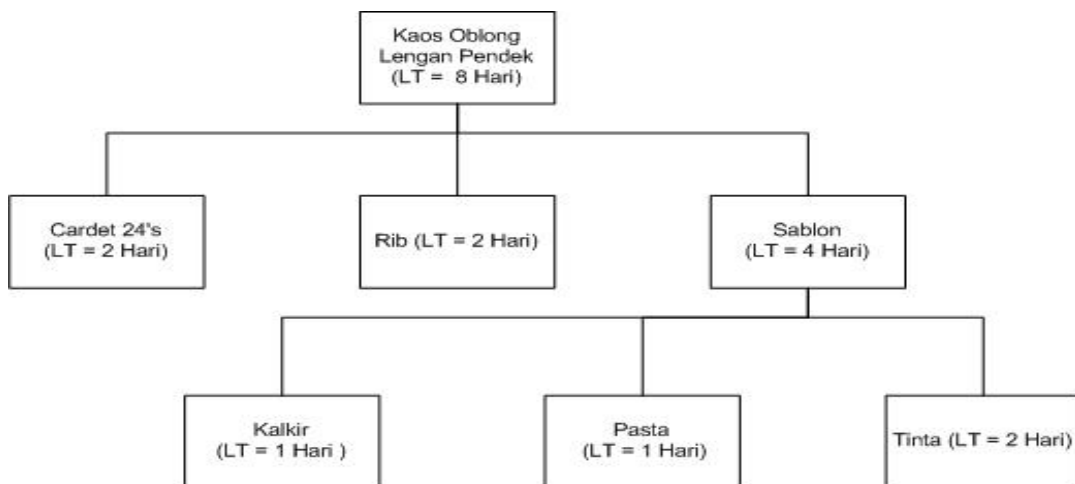 Kaos Oblong
Lengan Pendek
(LT =  8 Hari)
Cardet 24's
(LT = 2 Hari)
Rib (LT = 2 Hari)
Sablon
(LT = 4 Hari)
Kalkir
(LT = 1 Hari )
Pasta
(LT = 1 Hari)
Tinta (LT = 2 Hari)